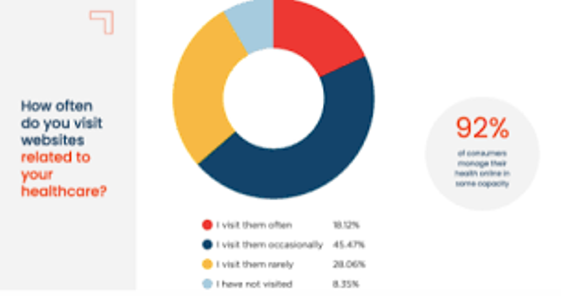 How often
do you visit
websites
related to
your
healthcare?
I visit them often 18.12%
I visit them occasionally 45.47%
I visit them rarely 28.06%
I have not visited 8.35%
92%
of consumers
manage their
health online in
some capacity